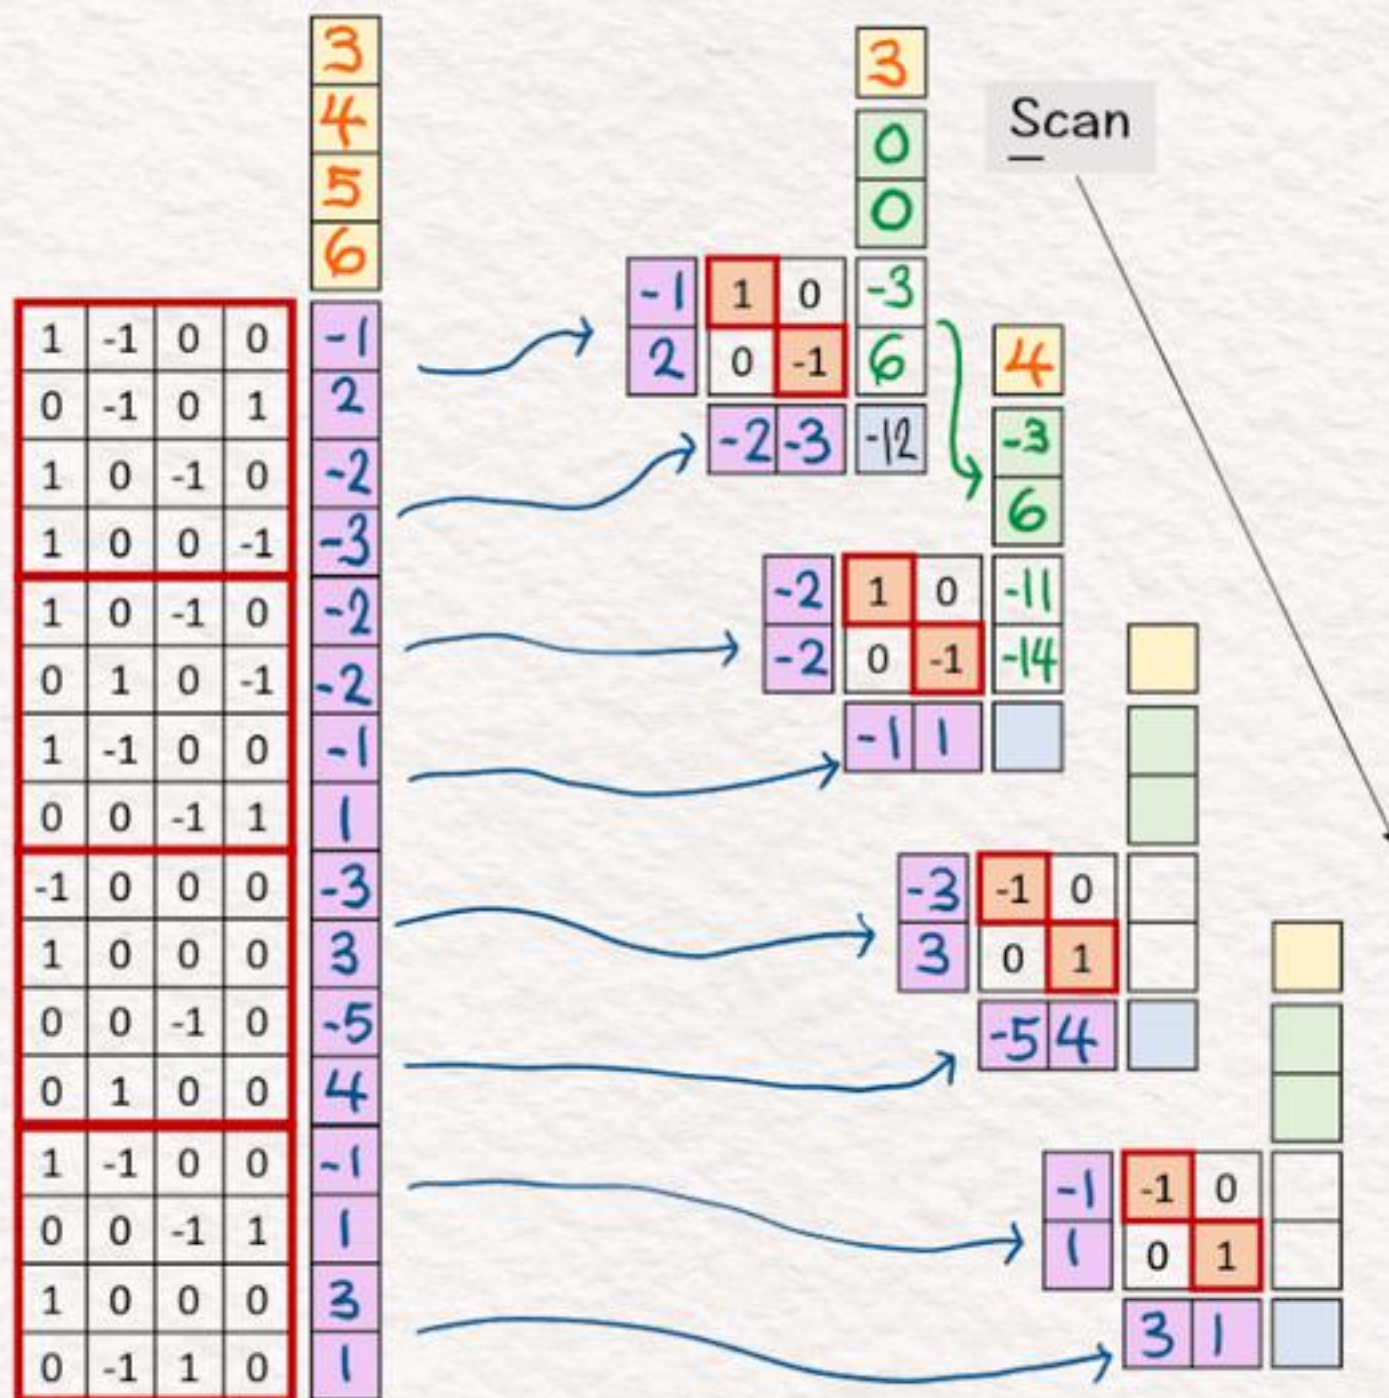 3
4
5
6
1 -1 0 0 -1
0 -1 0 1 2
1 0 -1 0 -2
1 0 0 -1 -3
1 0 -1 0 -2
0 1 0 -1 -2
1 -1 0 0 -1
0 0 -1 1 1
-1 0 0 0 -3
1 0 0 0 3
0 0 -1 0 -5
0 1 0 0 4
1 -1 0 0 -1
0 0 -1 1 1
1 0 0 0 3
0 -1 1 0 1
3
0
0
-1 1 0 -3
2 0 -1 6
-2 -3 -12
Scan
4
-3
6
-2 1 0 -11
-2 0 -1 -14
-1 1
-3 -1 0
3 0 1
-5 4
-1 -1 0
1 0 1
3 1